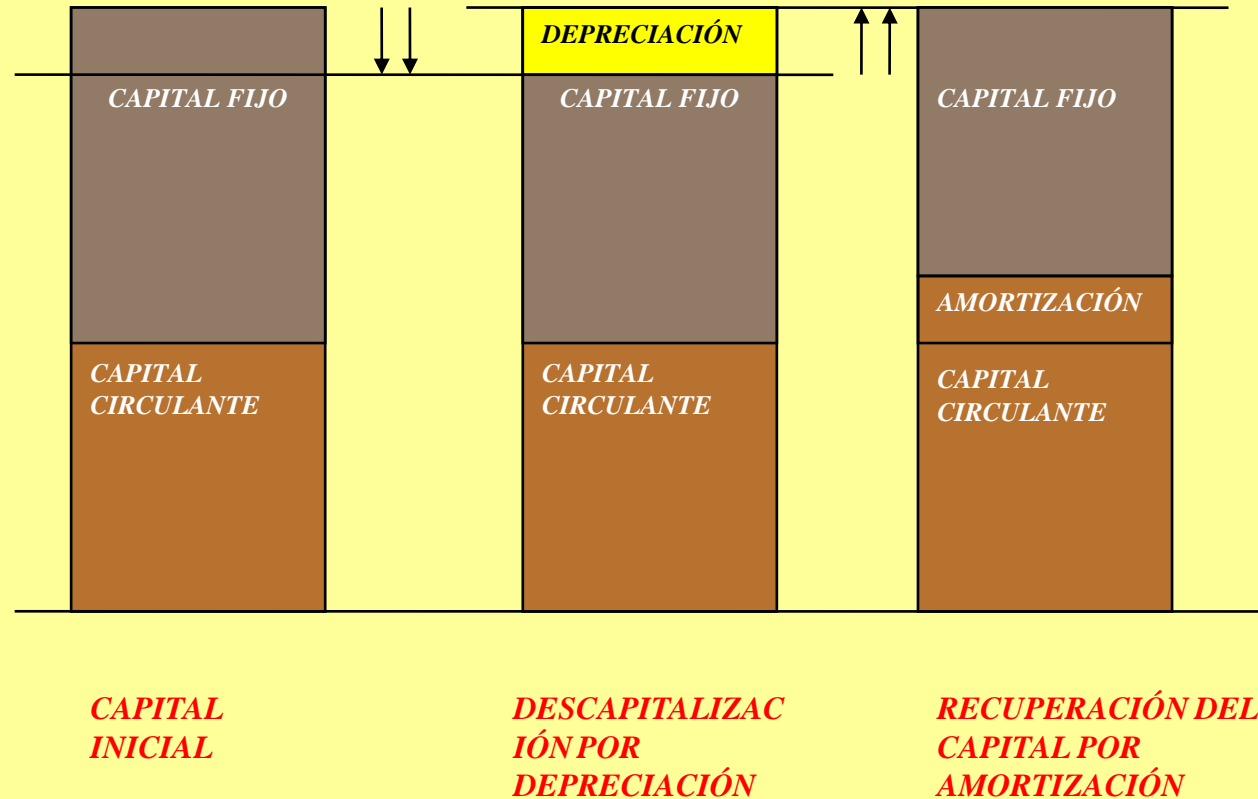 DEPRECIACIÓN
CAPITAL FIJO
CAPITAL FIJO
CAPITAL FIJO
AMORTIZACIÓN
CAPITAL
CIRCULANTE
CAPITAL
CIRCULANTE
CAPITAL
CIRCULANTE
CAPITAL
INICIAL
DESCAPITALIZAC
IÓN POR
DEPRECIACIÓN
RECUPERACIÓN DEL
CAPITAL POR
AMORTIZACIÓN